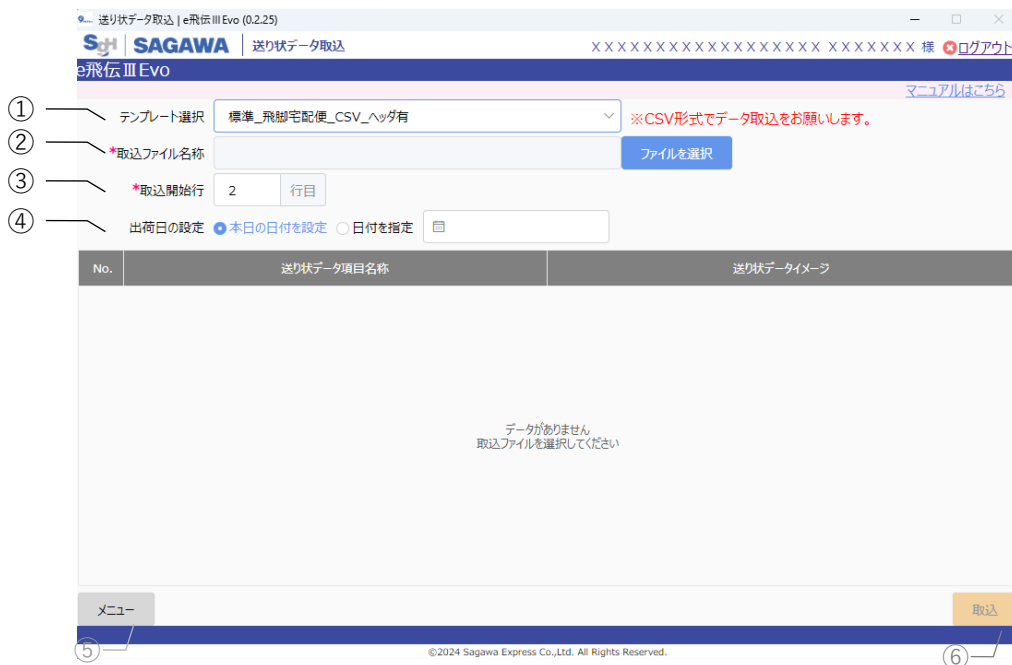 送り状データ取込 | e飛伝ⅢEvo (0.2.25)
SGH SAGAWA 送り状データ取込 XXXXXXXXXXXXXXXXXX XXXXXXX 様 ログアウト
e飛伝ⅢEvo
マニュアルはこちら
① テンプレート選択 標準_飛脚宅配便_CSV_ヘッダ有 ※CSV形式でデータ取込をお願いします。
② *取込ファイル名称 ファイルを選択
③ *取込開始行 2 行目
④ 出荷日の設定 本日の日付を設定 日付を指定
No. 送り状データ項目名称 送り状データイメージ
データがありません
取込ファイルを選択してください
メニュー 取込
⑤ ⑥
©2024 Sagawa Express Co.,Ltd. All Rights Reserved.